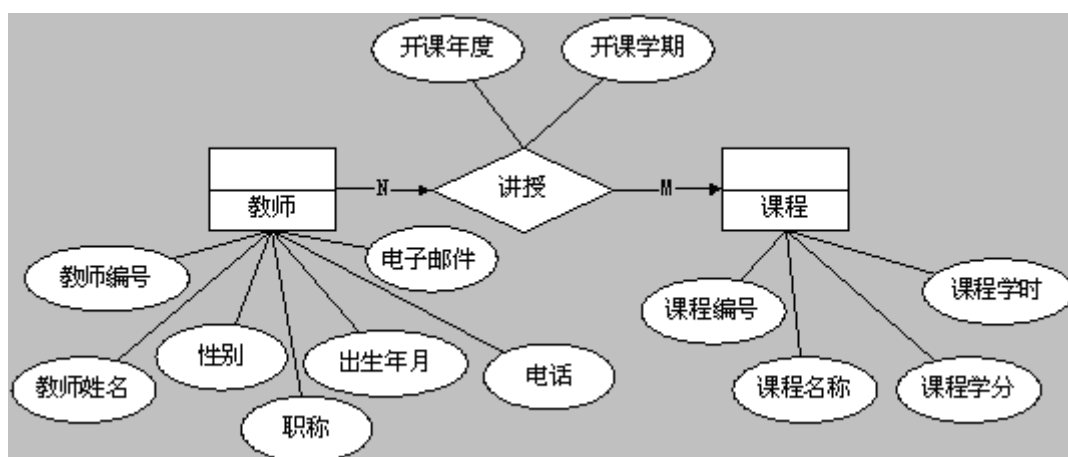 开课年度
开课学期
教师
N
讲授
M
课程
教师编号
电子邮件
课程编号
课程学时
教师姓名
性别
出生年月
电话
课程名称
课程学分
职称